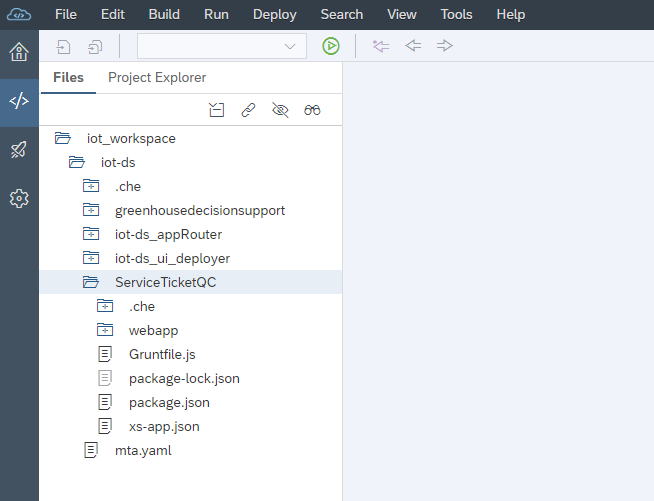 File Edit Build Run Deploy Search View Tools Help
Files Project Explorer
iot_workspace
iot-ds
.che
greenhousedecisionsupport
iot-ds_appRouter
iot-ds_ui_deployer
ServiceTicketQC
.che
webapp
Gruntfile.js
package-lock.json
package.json
xs-app.json
mta.yaml